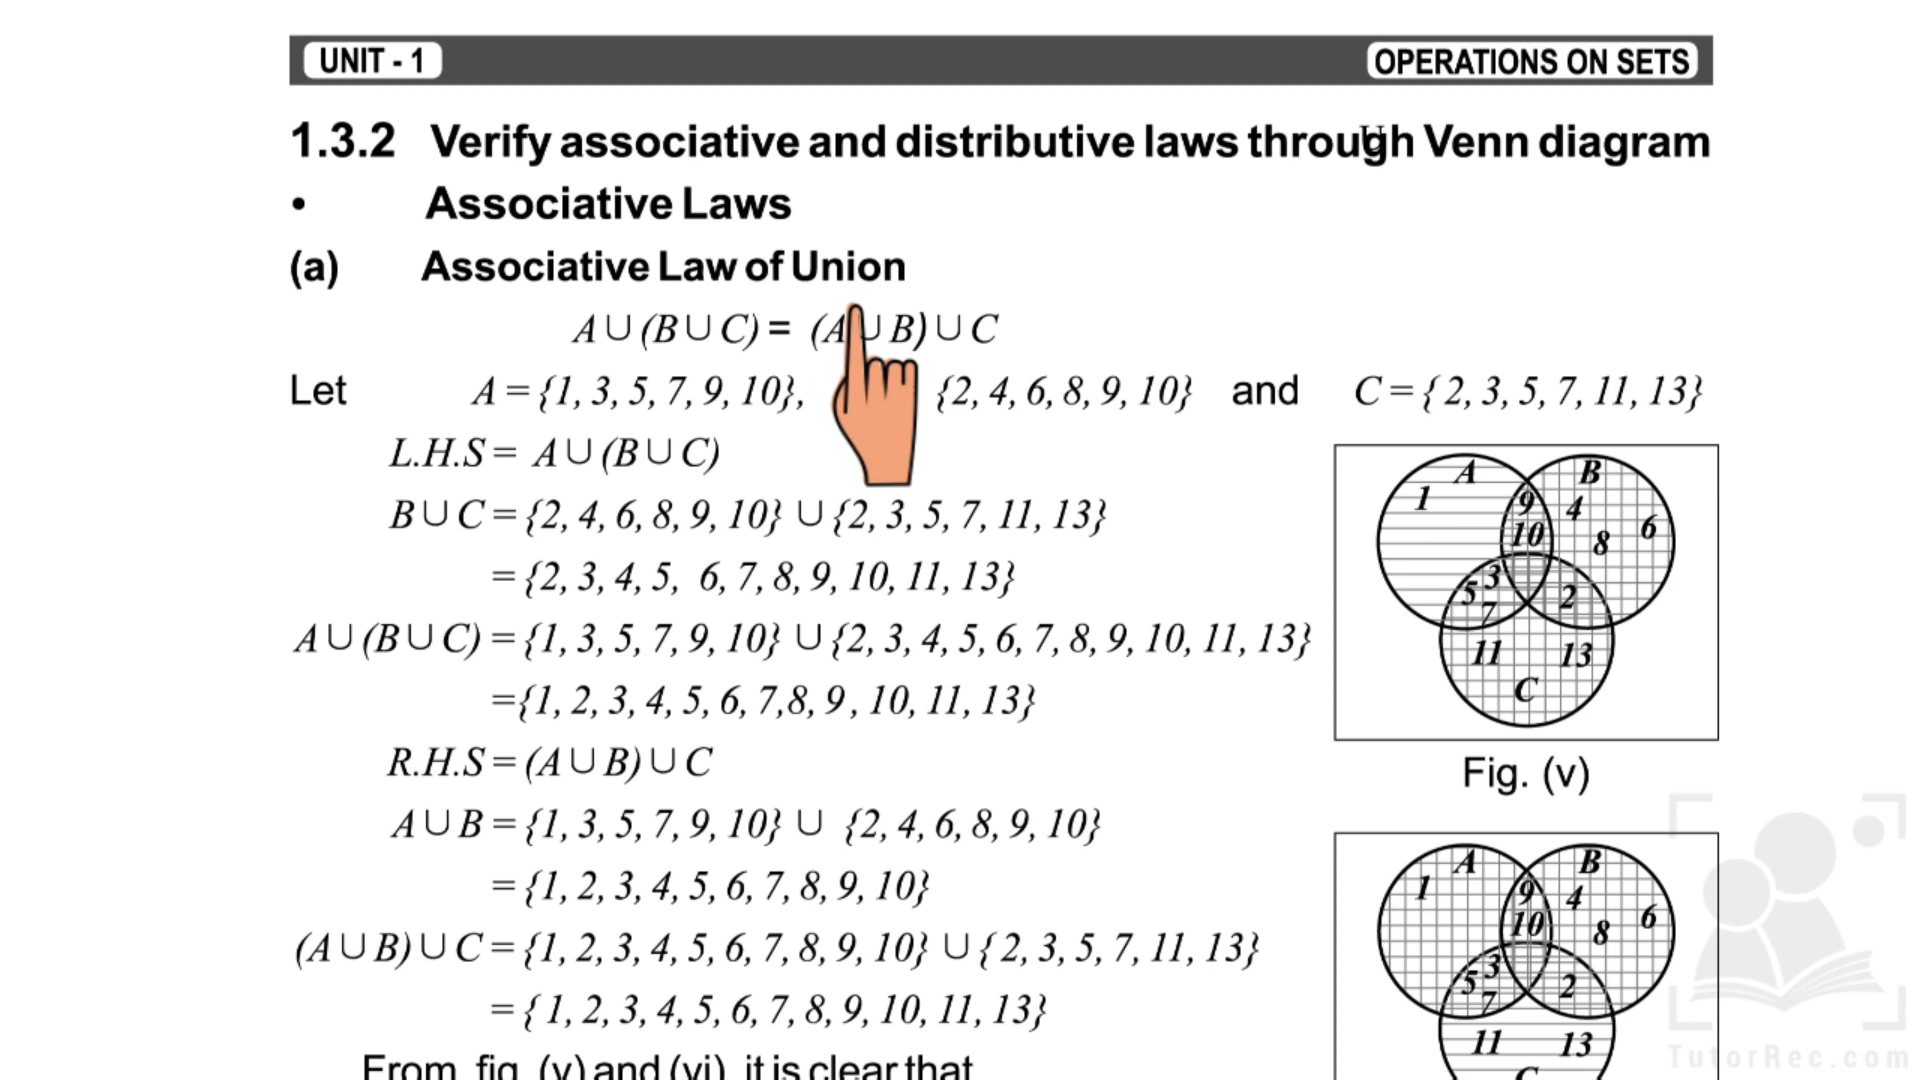 UNIT - 1
OPERATIONS ON SETS
1.3.2 Verify associative and distributive laws through Venn diagram
• Associative Laws
(a) Associative Law of Union
A ∪ (B ∪ C) = (A ∪ B) ∪ C
Let A = {1, 3, 5, 7, 9, 10}, {2, 4, 6, 8, 9, 10} and C = { 2, 3, 5, 7, 11, 13}
L.H.S = A ∪ (B ∪ C)
B ∪ C = {2, 4, 6, 8, 9, 10} ∪ {2, 3, 5, 7, 11, 13}
= {2, 3, 4, 5, 6, 7, 8, 9, 10, 11, 13}
A ∪ (B ∪ C) = {1, 3, 5, 7, 9, 10} ∪ {2, 3, 4, 5, 6, 7, 8, 9, 10, 11, 13}
={1, 2, 3, 4, 5, 6, 7,8, 9 , 10, 11, 13}
R.H.S = (A ∪ B) ∪ C
A ∪ B = {1, 3, 5, 7, 9, 10} ∪ {2, 4, 6, 8, 9, 10}
= {1, 2, 3, 4, 5, 6, 7, 8, 9, 10}
(A ∪ B) ∪ C = {1, 2, 3, 4, 5, 6, 7, 8, 9, 10} ∪ { 2, 3, 5, 7, 11, 13}
= { 1, 2, 3, 4, 5, 6, 7, 8, 9, 10, 11, 13}
From fig. (v) and (vi), it is clear that
A B
1 9 4
10 8 6
5 3 2
7
11 13
C
Fig. (v)
A B
1 9 4
10 8 6
5 3 2
7
11 13
C
TutorRec.com